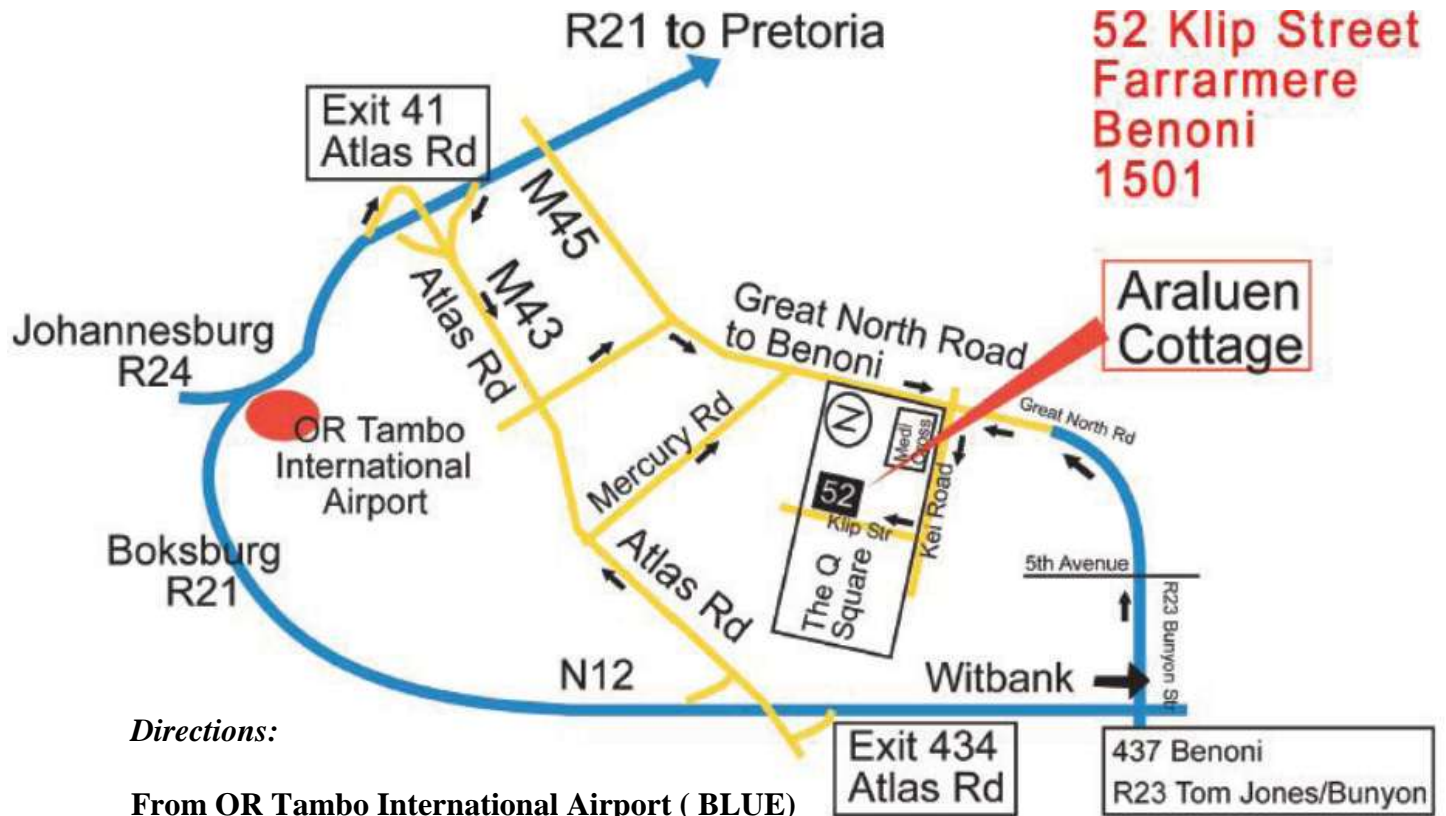 R21 to Pretoria
52 Klip Street
Farrarmere
Benoni
1501
Exit 41
Atlas Rd
M45
M43
Atlas Rd
Great North Road
to Benoni
Araluen
Cottage
Johannesburg
R24
OR Tambo
International
Airport
Mercury Rd
N
Medi
Cross
Great North Rd
52
Klip Str
Kei Road
The Q
Square
Boksburg
R21
Atlas Rd
5th Avenue
R23 Bunyon Str
N12
Witbank
Directions:
Exit 434
Atlas Rd
437 Benoni
R23 Tom Jones/Bunyon
From OR Tambo International Airport ( BLUE)